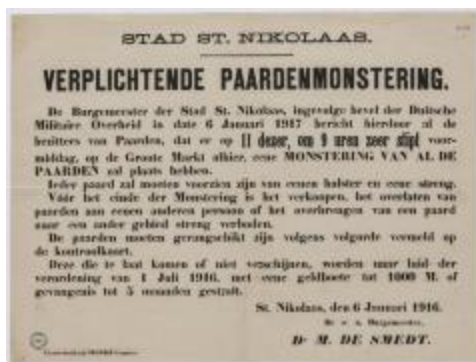 STAD ST. NIKOLAAS.
VERPLICHTENDE PAARDENMONSTERING.
De Burgemeester der Stad St. Nikolaas, ingevolge bevel der Duitsche
Militaire Overheid in date 6 Januari 1917 bericht hierdoor al de
bezitters van Paarden, dat er op 11 dezer, om 9 uren zeer stipt voor-
middag, op de Groote Markt alhier, eene MONSTERING VAN AL DE
PAARDEN zal plaats hebben.
Ieder paard zal moeten voorzien zijn van eenen halster en eene streng.
Vóór het einde der Monstering is het verkoopen, het overlaten van
paarden aan eenen anderen persoon of het overbrengen van een paard
naar een ander gebied streng verboden.
De paarden moeten gerangschikt zijn volgens volgorde vermeld op
de kontroolkaart.
Deze die te laat komen of niet verschijnen, worden naar luid der
verordening van 1 Juli 1916, met eene geldboete tot 1000 M. of
gevangenis tot 5 maanden gestraft.
St. Nikolaas, den 6 Januari 1916.
De Burgemeester,
Dr M. DE SMEDT.